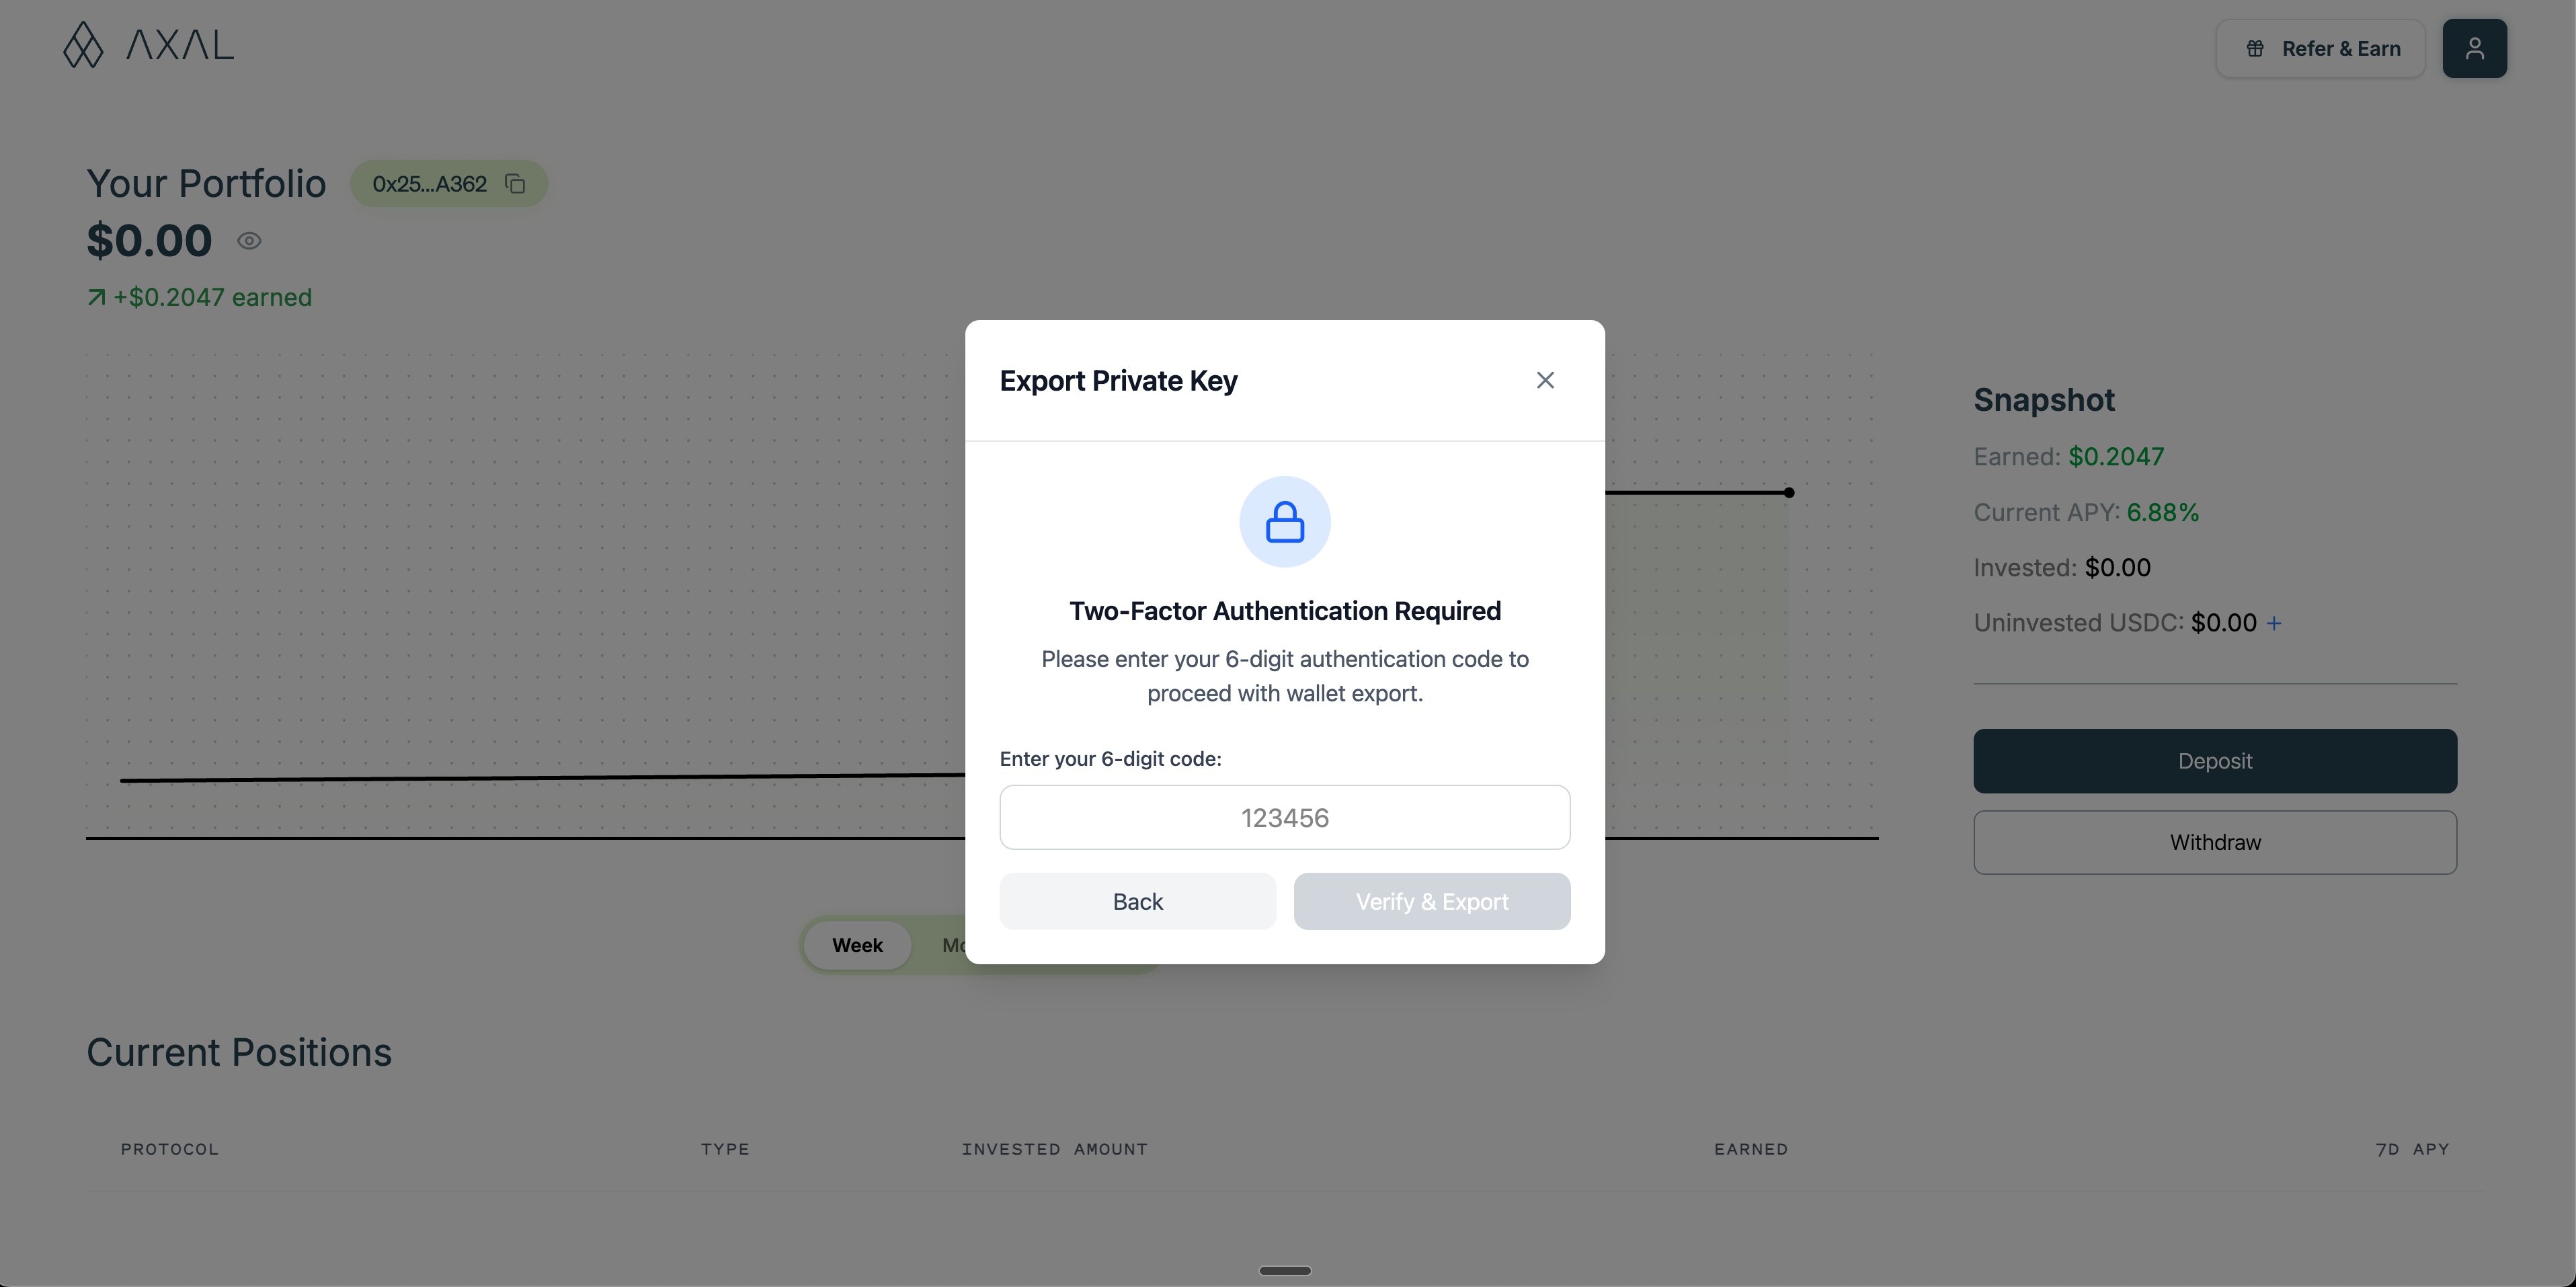 AXAL
Refer & Earn
Your Portfolio
0x25...A362
$0.00
+$0.2047 earned
Export Private Key
Two-Factor Authentication Required
Please enter your 6-digit authentication code to
proceed with wallet export.
Enter your 6-digit code:
123456
Back
Verify & Export
Snapshot
Earned: $0.2047
Current APY: 6.88%
Invested: $0.00
Uninvested USDC: $0.00 +
Deposit
Withdraw
Week
Current Positions
PROTOCOL
TYPE
INVESTED AMOUNT
EARNED
7D APY